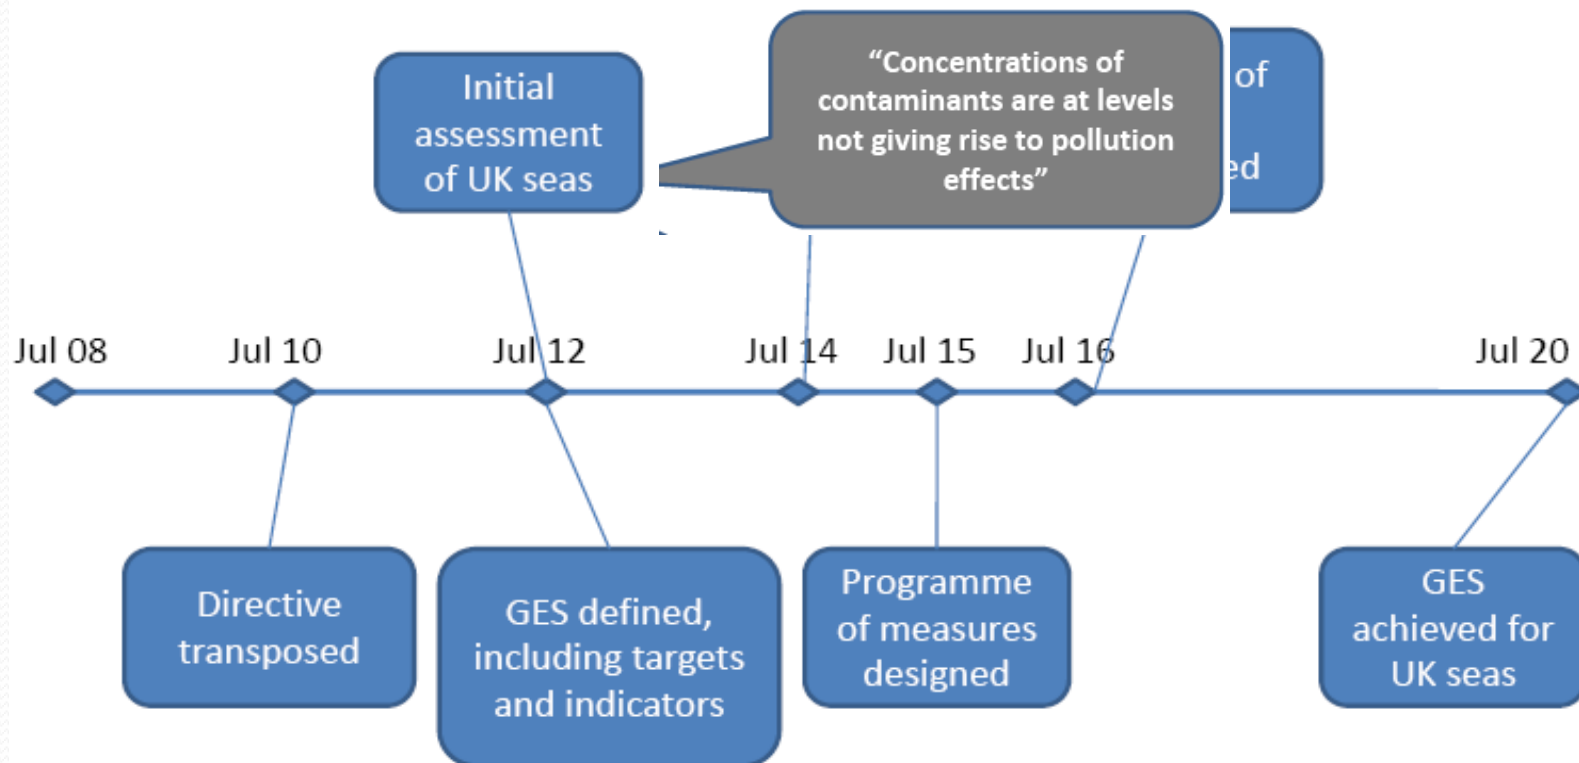 Initial
assessment
of UK seas
“Concentrations of
contaminants are at levels
not giving rise to pollution
effects”
of
ed
Jul 08
Jul 10
Jul 12
Jul 14
Jul 15
Jul 16
Jul 20
Directive
transposed
GES defined,
including targets
and indicators
Programme
of measures
designed
GES
achieved for
UK seas